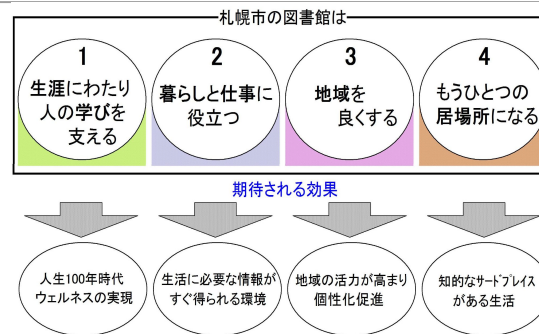 札幌市の図書館は
1
生涯にわたり
人の学びを
支える
2
暮らしと仕事に
役立つ
3
地域を
良くする
4
もうひとつの
居場所になる
期待される効果
人生100年時代
ウェルネスの実現
生活に必要な情報が
すぐ得られる環境
地域の活力が高まり
個性化促進
知的なサードプレイス
がある生活